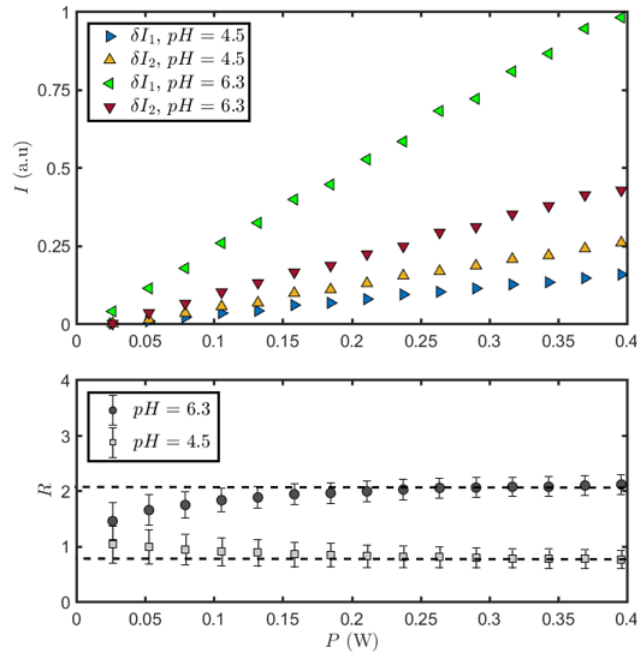 1
0.75
0.5
0.25
0
I (a.u)
δI₁, pH = 4.5
δI₂, pH = 4.5
δI₁, pH = 6.3
δI₂, pH = 6.3
0 0.05 0.1 0.15 0.2 0.25 0.3 0.35 0.4
4
3
2
1
0
R
pH = 6.3
pH = 4.5
0 0.05 0.1 0.15 0.2 0.25 0.3 0.35 0.4
P (W)